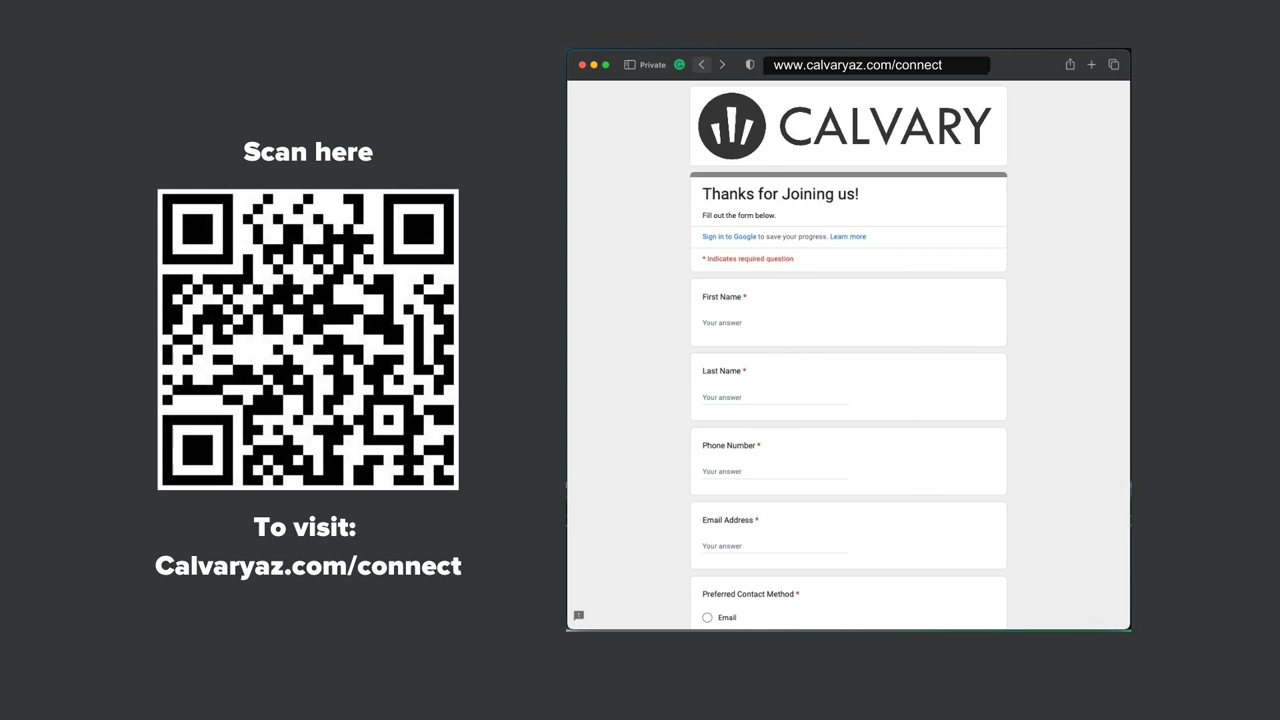 Scan here
To visit:
Calvaryaz.com/connect
Private
www.calvaryaz.com/connect
CALVARY
Thanks for Joining us!
Fill out the form below.
Sign in to Google to save your progress. Learn more
* Indicates required question
First Name *
Your answer
Last Name *
Your answer
Phone Number *
Your answer
Email Address *
Your answer
Preferred Contact Method *
Email